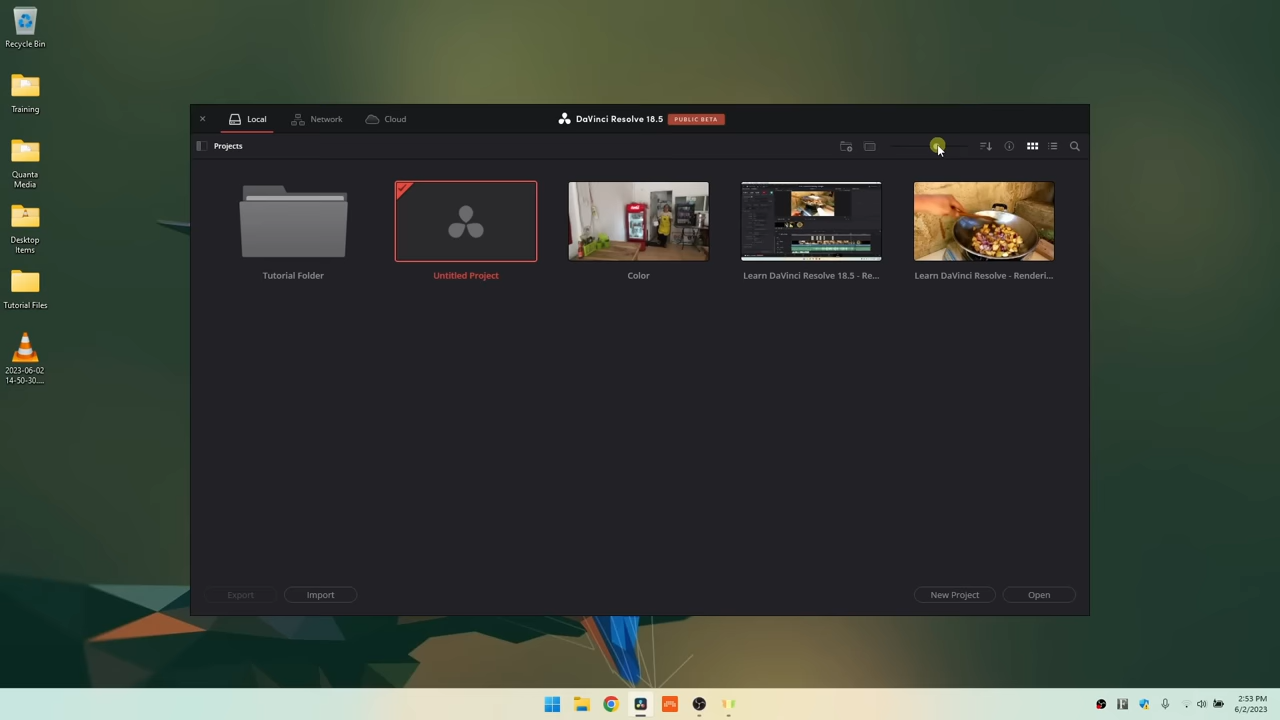 Recycle Bin
Training
Quanta
Media
Desktop
Items
Tutorial Files
2023-06-02
14-50-30....
Local
Network
Cloud
DaVinci Resolve 18.5
PUBLIC BETA
Projects
Tutorial Folder
Untitled Project
Color
Learn DaVinci Resolve 18.5 - Re...
Learn DaVinci Resolve - Renderi...
Export
Import
New Project
Open
2:53 PM
6/2/2023